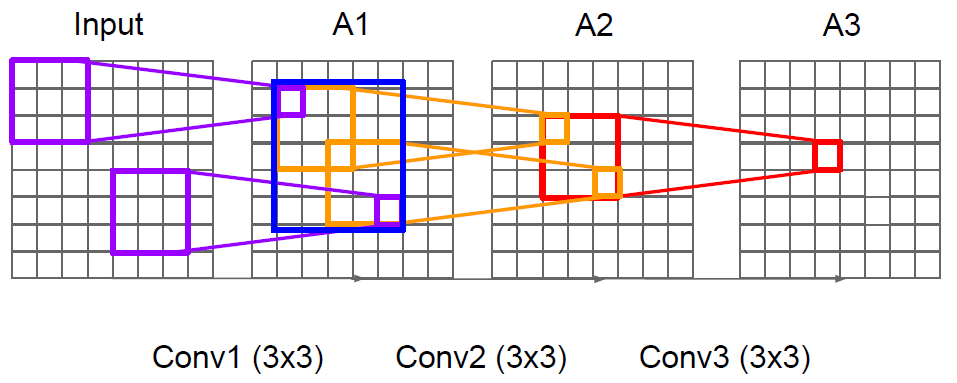 Input A1 A2 A3
Conv1 (3x3) Conv2 (3x3) Conv3 (3x3)